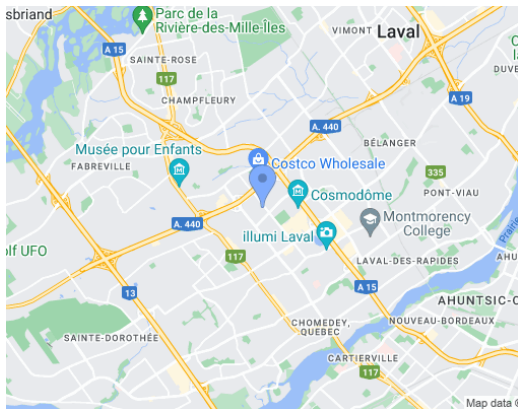 sbriand
Parc de la
Rivière-des-Mille-Îles
VIMONT
Laval
A 15
SAINTE-ROSE
DUVE
117
CHAMPFLEURY
A 19
A. 440
BÉLANGER
Musée pour Enfants
Costco Wholesale
FABREVILLE
335
PONT-VIAU
Cosmodôme
A. 440
Montmorency
College
olf UFO
illumi Laval
117
LAVAL-DES-RAPIDES
AHU
A 15
13
AHUNTSIC-C
CHOMEDEY,
QUEBEC
NOUVEAU-BORDEAUX
SAINTE-DOROTHÉE
CARTIERVILLE
117
Map data ©